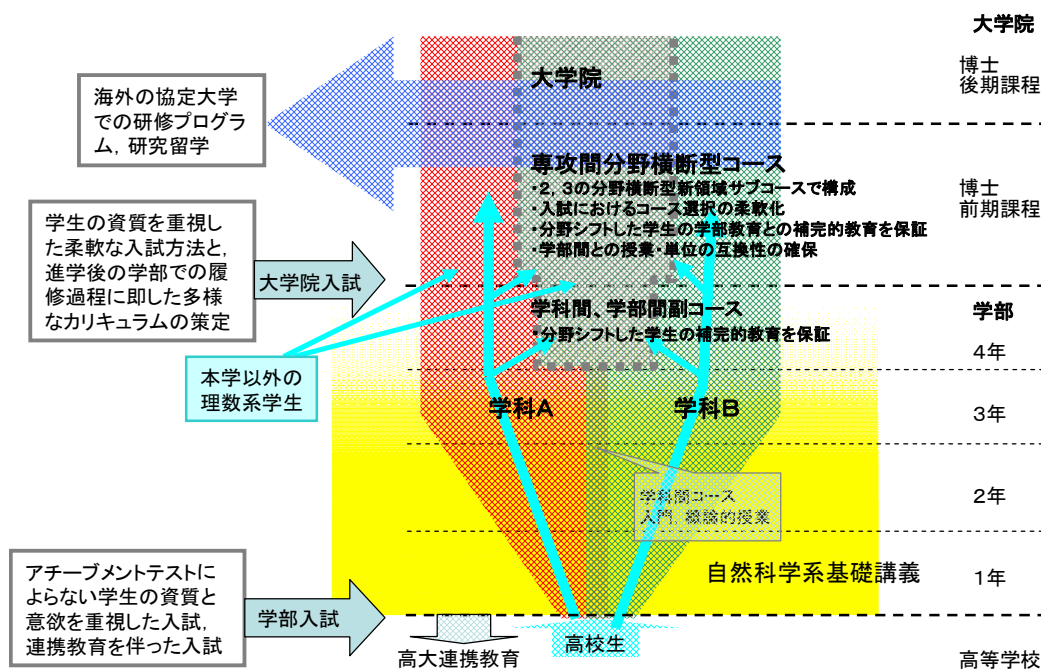 大学院
博士
後期課程
大学院
海外の協定大学
での研修プログラ
ム，研究留学
専攻間分野横断型コース
・2，3の分野横断型新領域サブコースで構成
・入試におけるコース選択の柔軟化
・分野シフトした学生の学部教育との補完的教育を保証
・学部間との授業・単位の互換性の確保
博士
前期課程
学生の資質を重視し
た柔軟な入試方法と，
進学後の学部での履
修過程に即した多様
なカリキュラムの策定
大学院入試
学科間、学部間副コース
・分野シフトした学生の補完的教育を保証
学部
4年
本学以外の
理数系学生
学科A
学科B
3年
学科間コース
入門，概論的授業
2年
自然科学系基礎講義
1年
アチーブメントテストに
よらない学生の資質と
意欲を重視した入試，
連携教育を伴った入試
学部入試
高大連携教育
高校生
高等学校